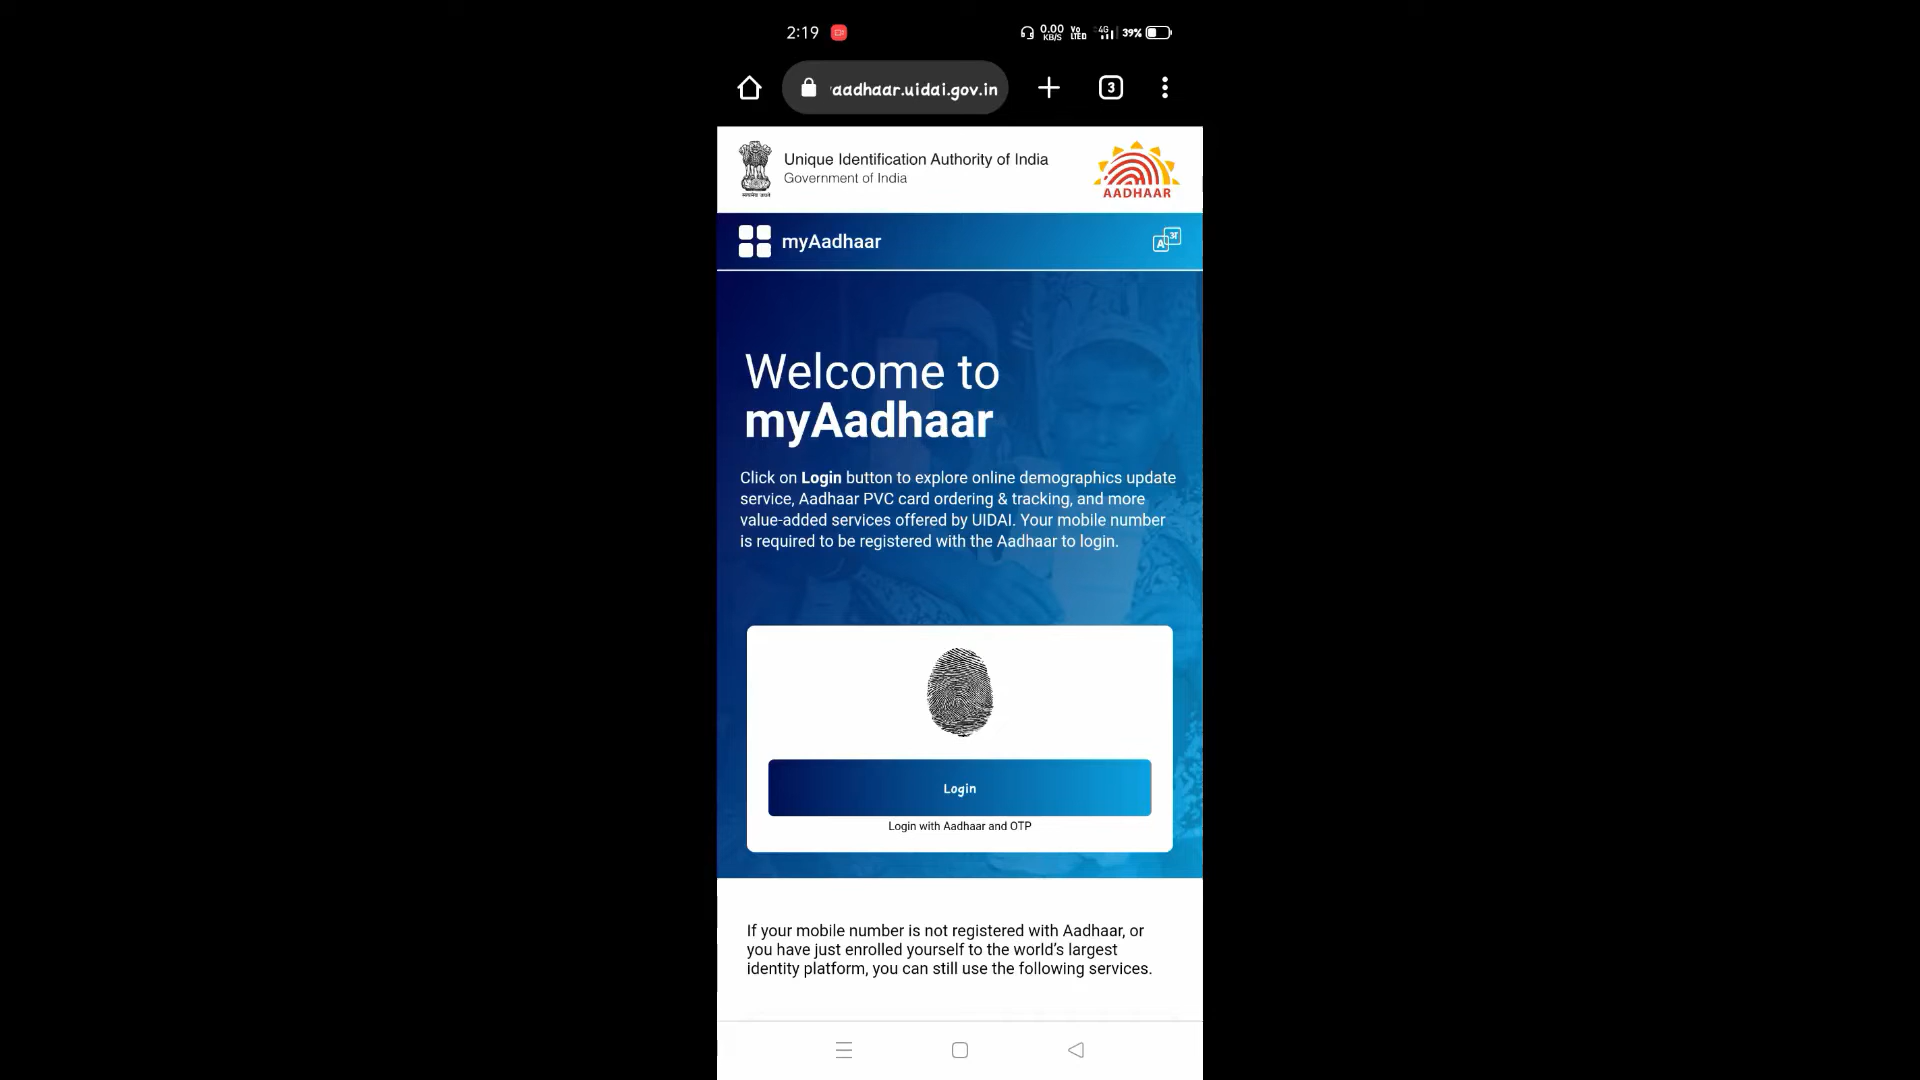 2:19 0.00 KB/S Vo LTED 4G 39%
aadhaar.uidai.gov.in 3
Unique Identification Authority of India
Government of India
AADHAAR
myAadhaar
A अ
Welcome to
myAadhaar
Click on Login button to explore online demographics update
service, Aadhaar PVC card ordering & tracking, and more
value-added services offered by UIDAI. Your mobile number
is required to be registered with the Aadhaar to login.
Login
Login with Aadhaar and OTP
If your mobile number is not registered with Aadhaar, or
you have just enrolled yourself to the world’s largest
identity platform, you can still use the following services.